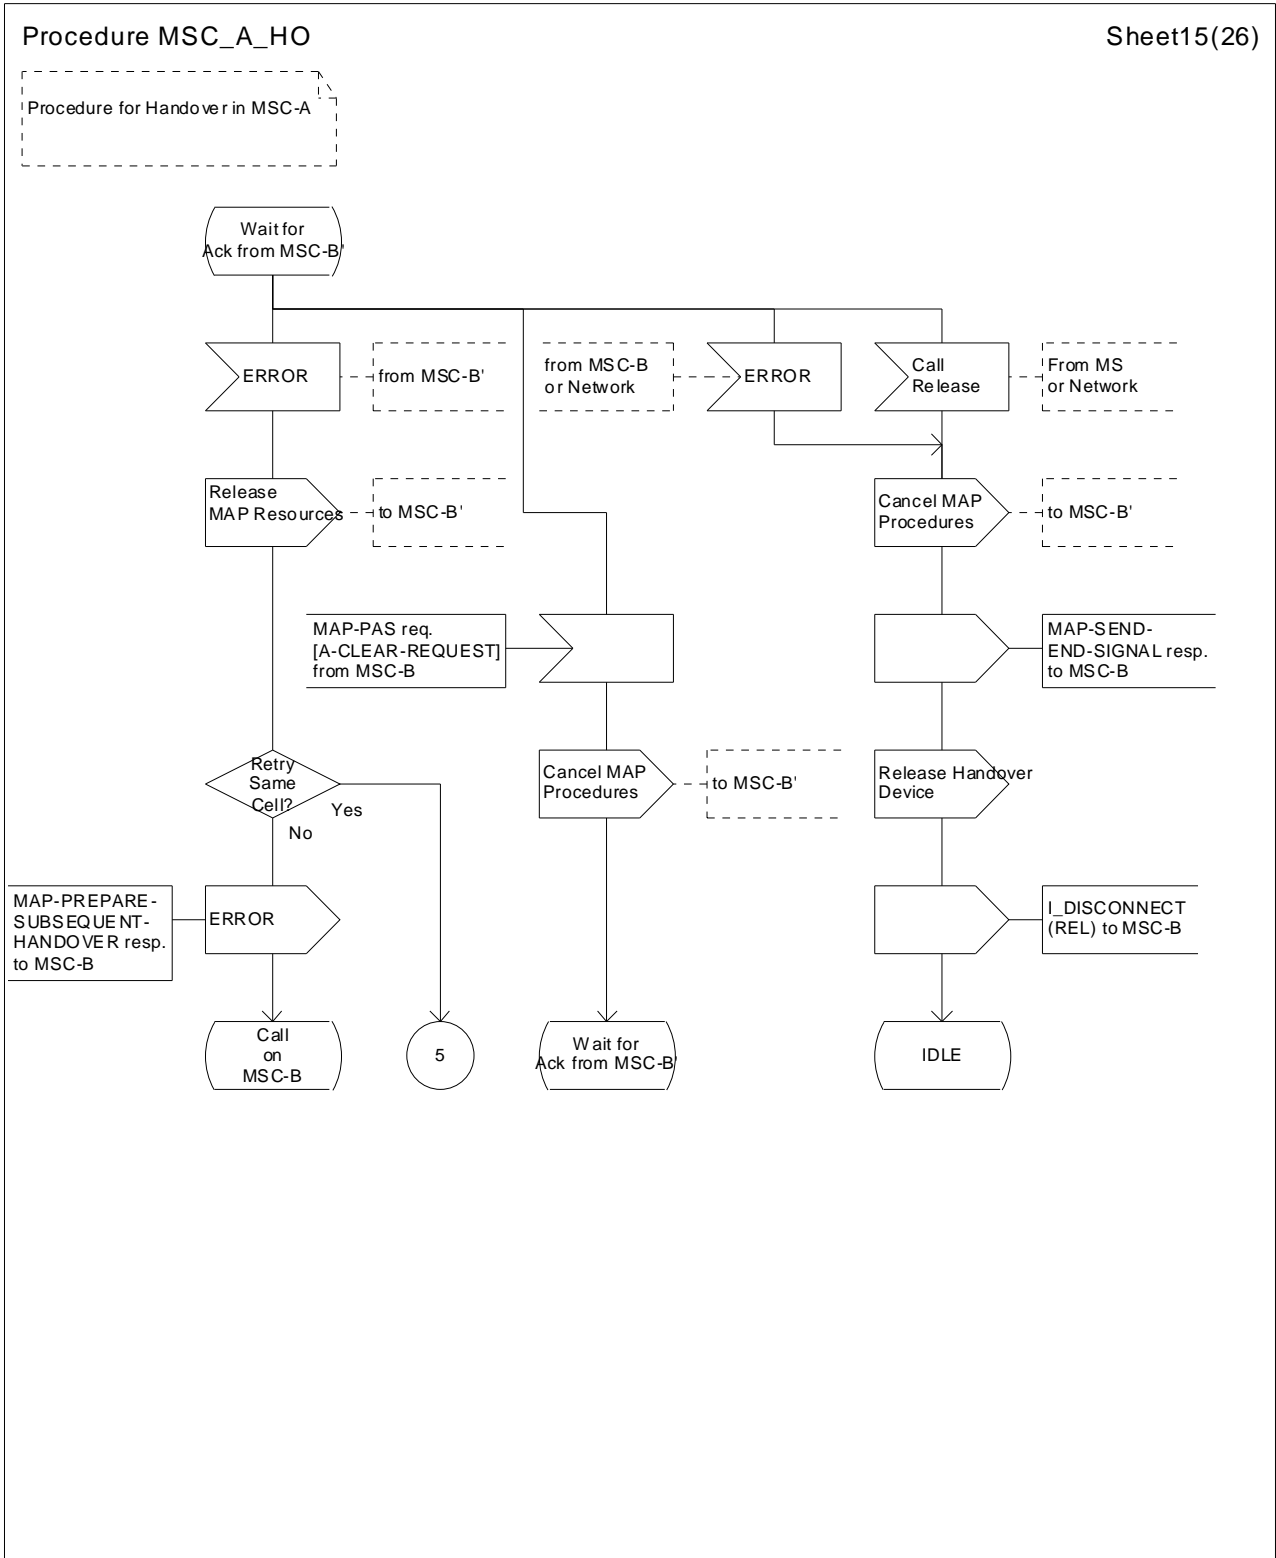 Procedure MSC_A_HO
Sheet15(26)
Procedure for Handover in MSC-A
Wait for
Ack from MSC-B'
ERROR
from MSC-B'
from MSC-B
or Network
ERROR
Call
Release
From MS
or Network
Release
MAP Resources
to MSC-B'
Cancel MAP
Procedures
to MSC-B'
MAP-PAS req.
[A-CLEAR-REQUEST]
from MSC-B
MAP-SEND-
END-SIGNAL resp.
to MSC-B
Retry
Same
Cell?
Yes
No
Cancel MAP
Procedures
to MSC-B'
Release Handover
Device
MAP-PREPARE-
SUBSEQUENT-
HANDOVER resp.
to MSC-B
ERROR
I_DISCONNECT
(REL) to MSC-B
Call
on
MSC-B
5
Wait for
Ack from MSC-B'
IDLE